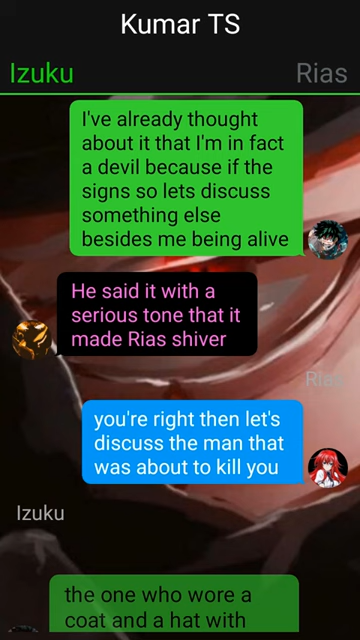 Kumar TS
Izuku Rias
I've already thought
about it that I'm in fact
a devil because if the
signs so lets discuss
something else
besides me being alive
He said it with a
serious tone that it
made Rias shiver
Rias
you're right then let's
discuss the man that
was about to kill you
Izuku
the one who wore a
coat and a hat with